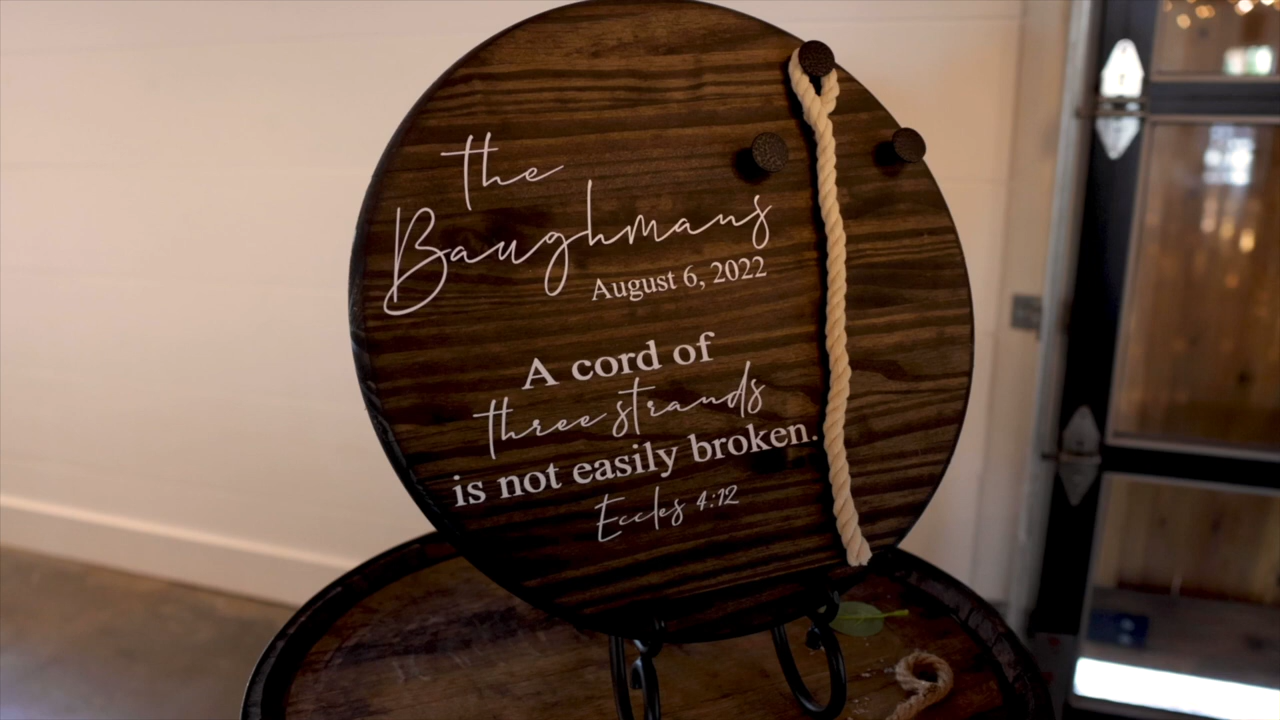 the
Baughmans
August 6, 2022
A cord of
three strands
is not easily broken.
Eccles 4:12